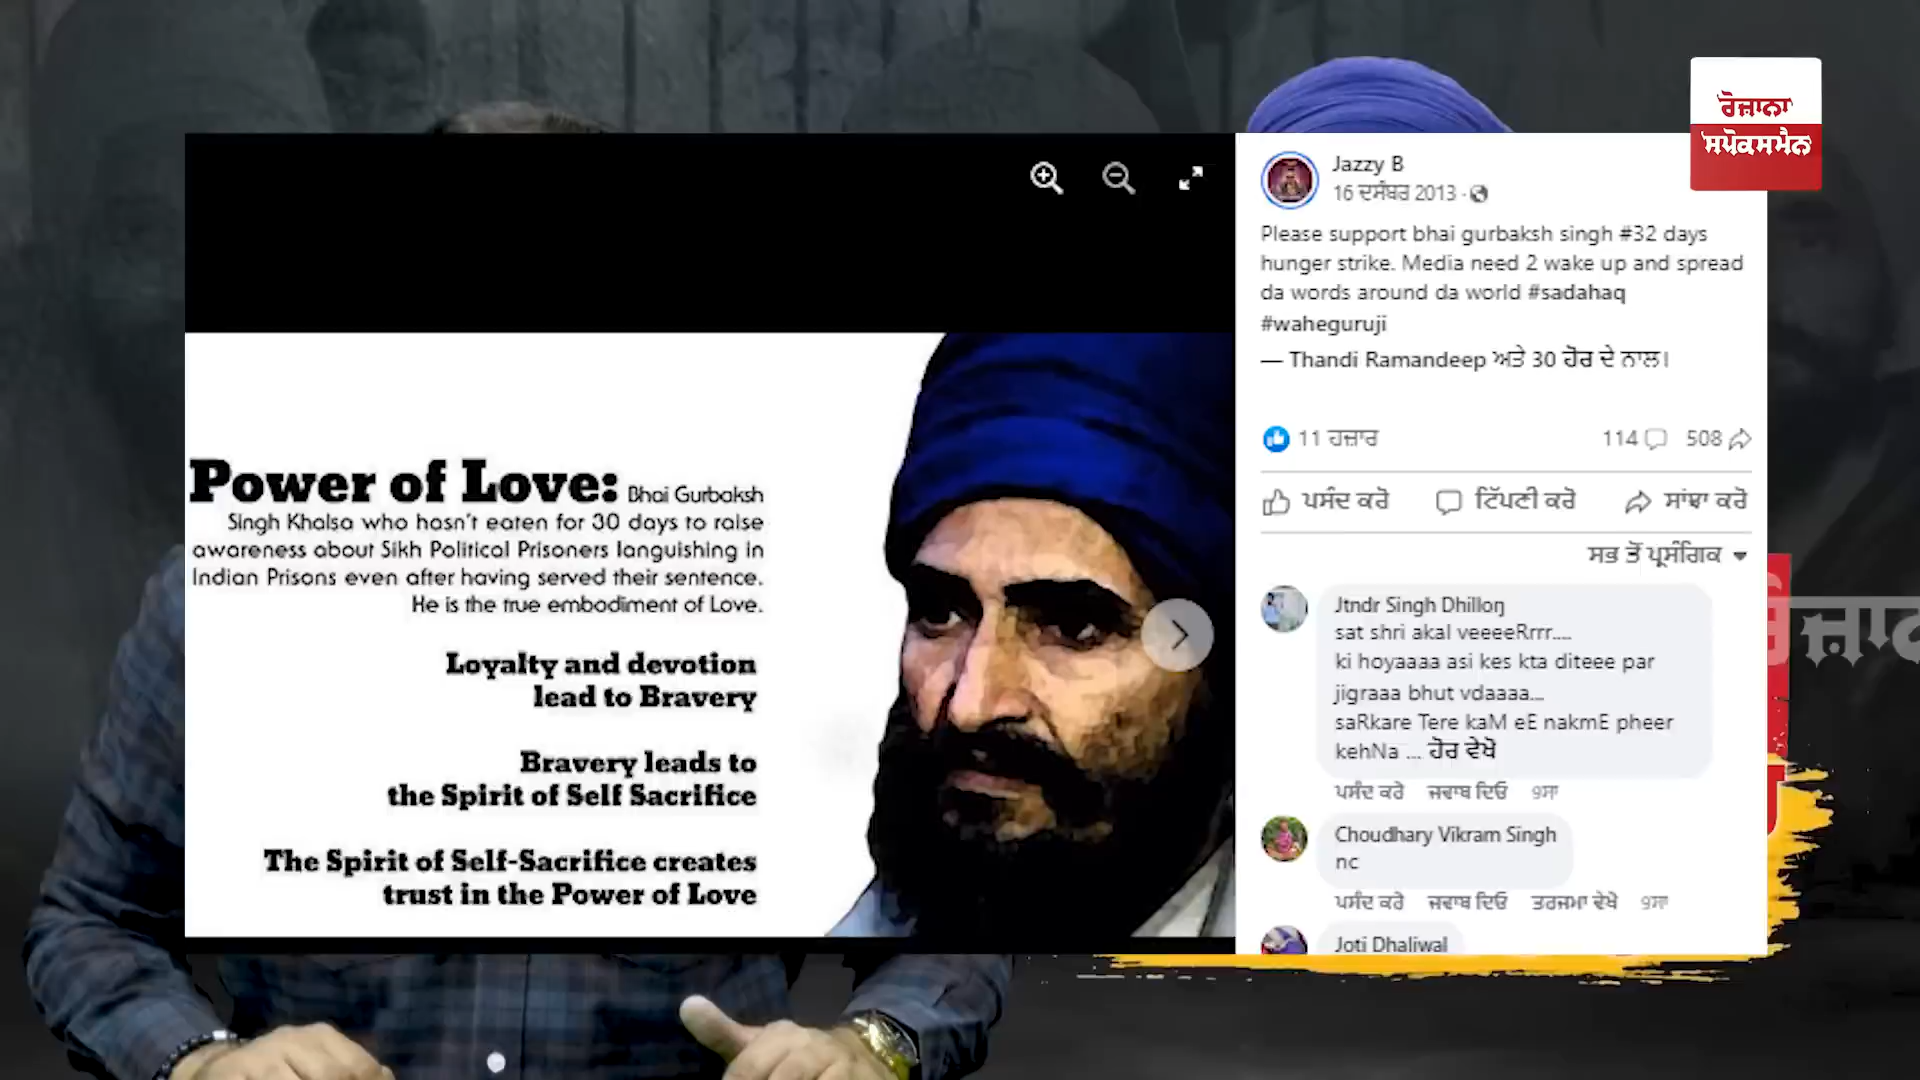 ਰੋਜ਼ਾਨਾ
ਸਪੋਕਸਮੈਨ
Power of Love: Bhai Gurbaksh
Singh Khalsa who hasn't eaten for 30 days to raise
awareness about Sikh Political Prisoners languishing in
Indian Prisons even after having served their sentence.
He is the true embodiment of Love.
Loyalty and devotion
lead to Bravery
Bravery leads to
the Spirit of Self Sacrifice
The Spirit of Self-Sacrifice creates
trust in the Power of Love
Jazzy B
16 ਦਸੰਬਰ 2013 ·
Please support bhai gurbaksh singh #32 days
hunger strike. Media need 2 wake up and spread
da words around da world #sadahaq
#waheguruji
— Thandi Ramandeep ਅਤੇ 30 ਹੋਰ ਦੇ ਨਾਲ।
11 ਹਜ਼ਾਰ 114 508
ਪਸੰਦ ਕਰੋ ਟਿੱਪਣੀ ਕਰੋ ਸਾਂਝਾ ਕਰੋ
ਸਭ ਤੋਂ ਪ੍ਰਸੰਗਿਕ
Jtndr Singh Dhilloŋ
sat shri akal veeeeRrrr....
ki hoyaaaa asi kes kta diteee par
jigraaa bhut vdaaaa...
saRkare Tere kaM eE nakmE pheer
kehNa ... ਹੋਰ ਵੇਖੋ
ਪਸੰਦ ਕਰੋ ਜਵਾਬ ਦਿਓ 9ਸਾ
Choudhary Vikram Singh
nc
ਪਸੰਦ ਕਰੋ ਜਵਾਬ ਦਿਓ ਤਰਜਮਾ ਵੇਖੋ 9ਸਾ
Joti Dhaliwal